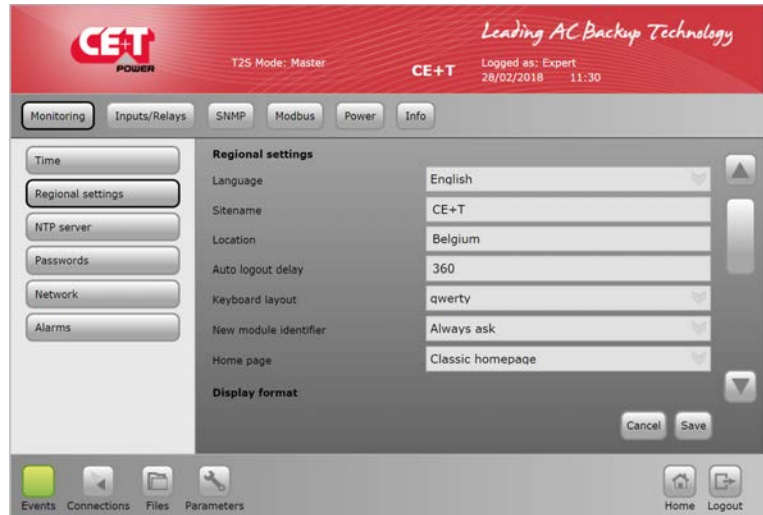 Leading AC Backup Technology
CE+T
POWER
T2S Mode: Master
CE+T
Logged as: Expert
28/02/2018 11:30
Monitoring Inputs/Relays SNMP Modbus Power Info
Time
Regional settings
NTP server
Passwords
Network
Alarms
Regional settings
Language English
Sitename CE+T
Location Belgium
Auto logout delay 360
Keyboard layout qwerty
New module identifier Always ask
Home page Classic homepage
Display format
Cancel Save
Events Connections Files Parameters Home Logout